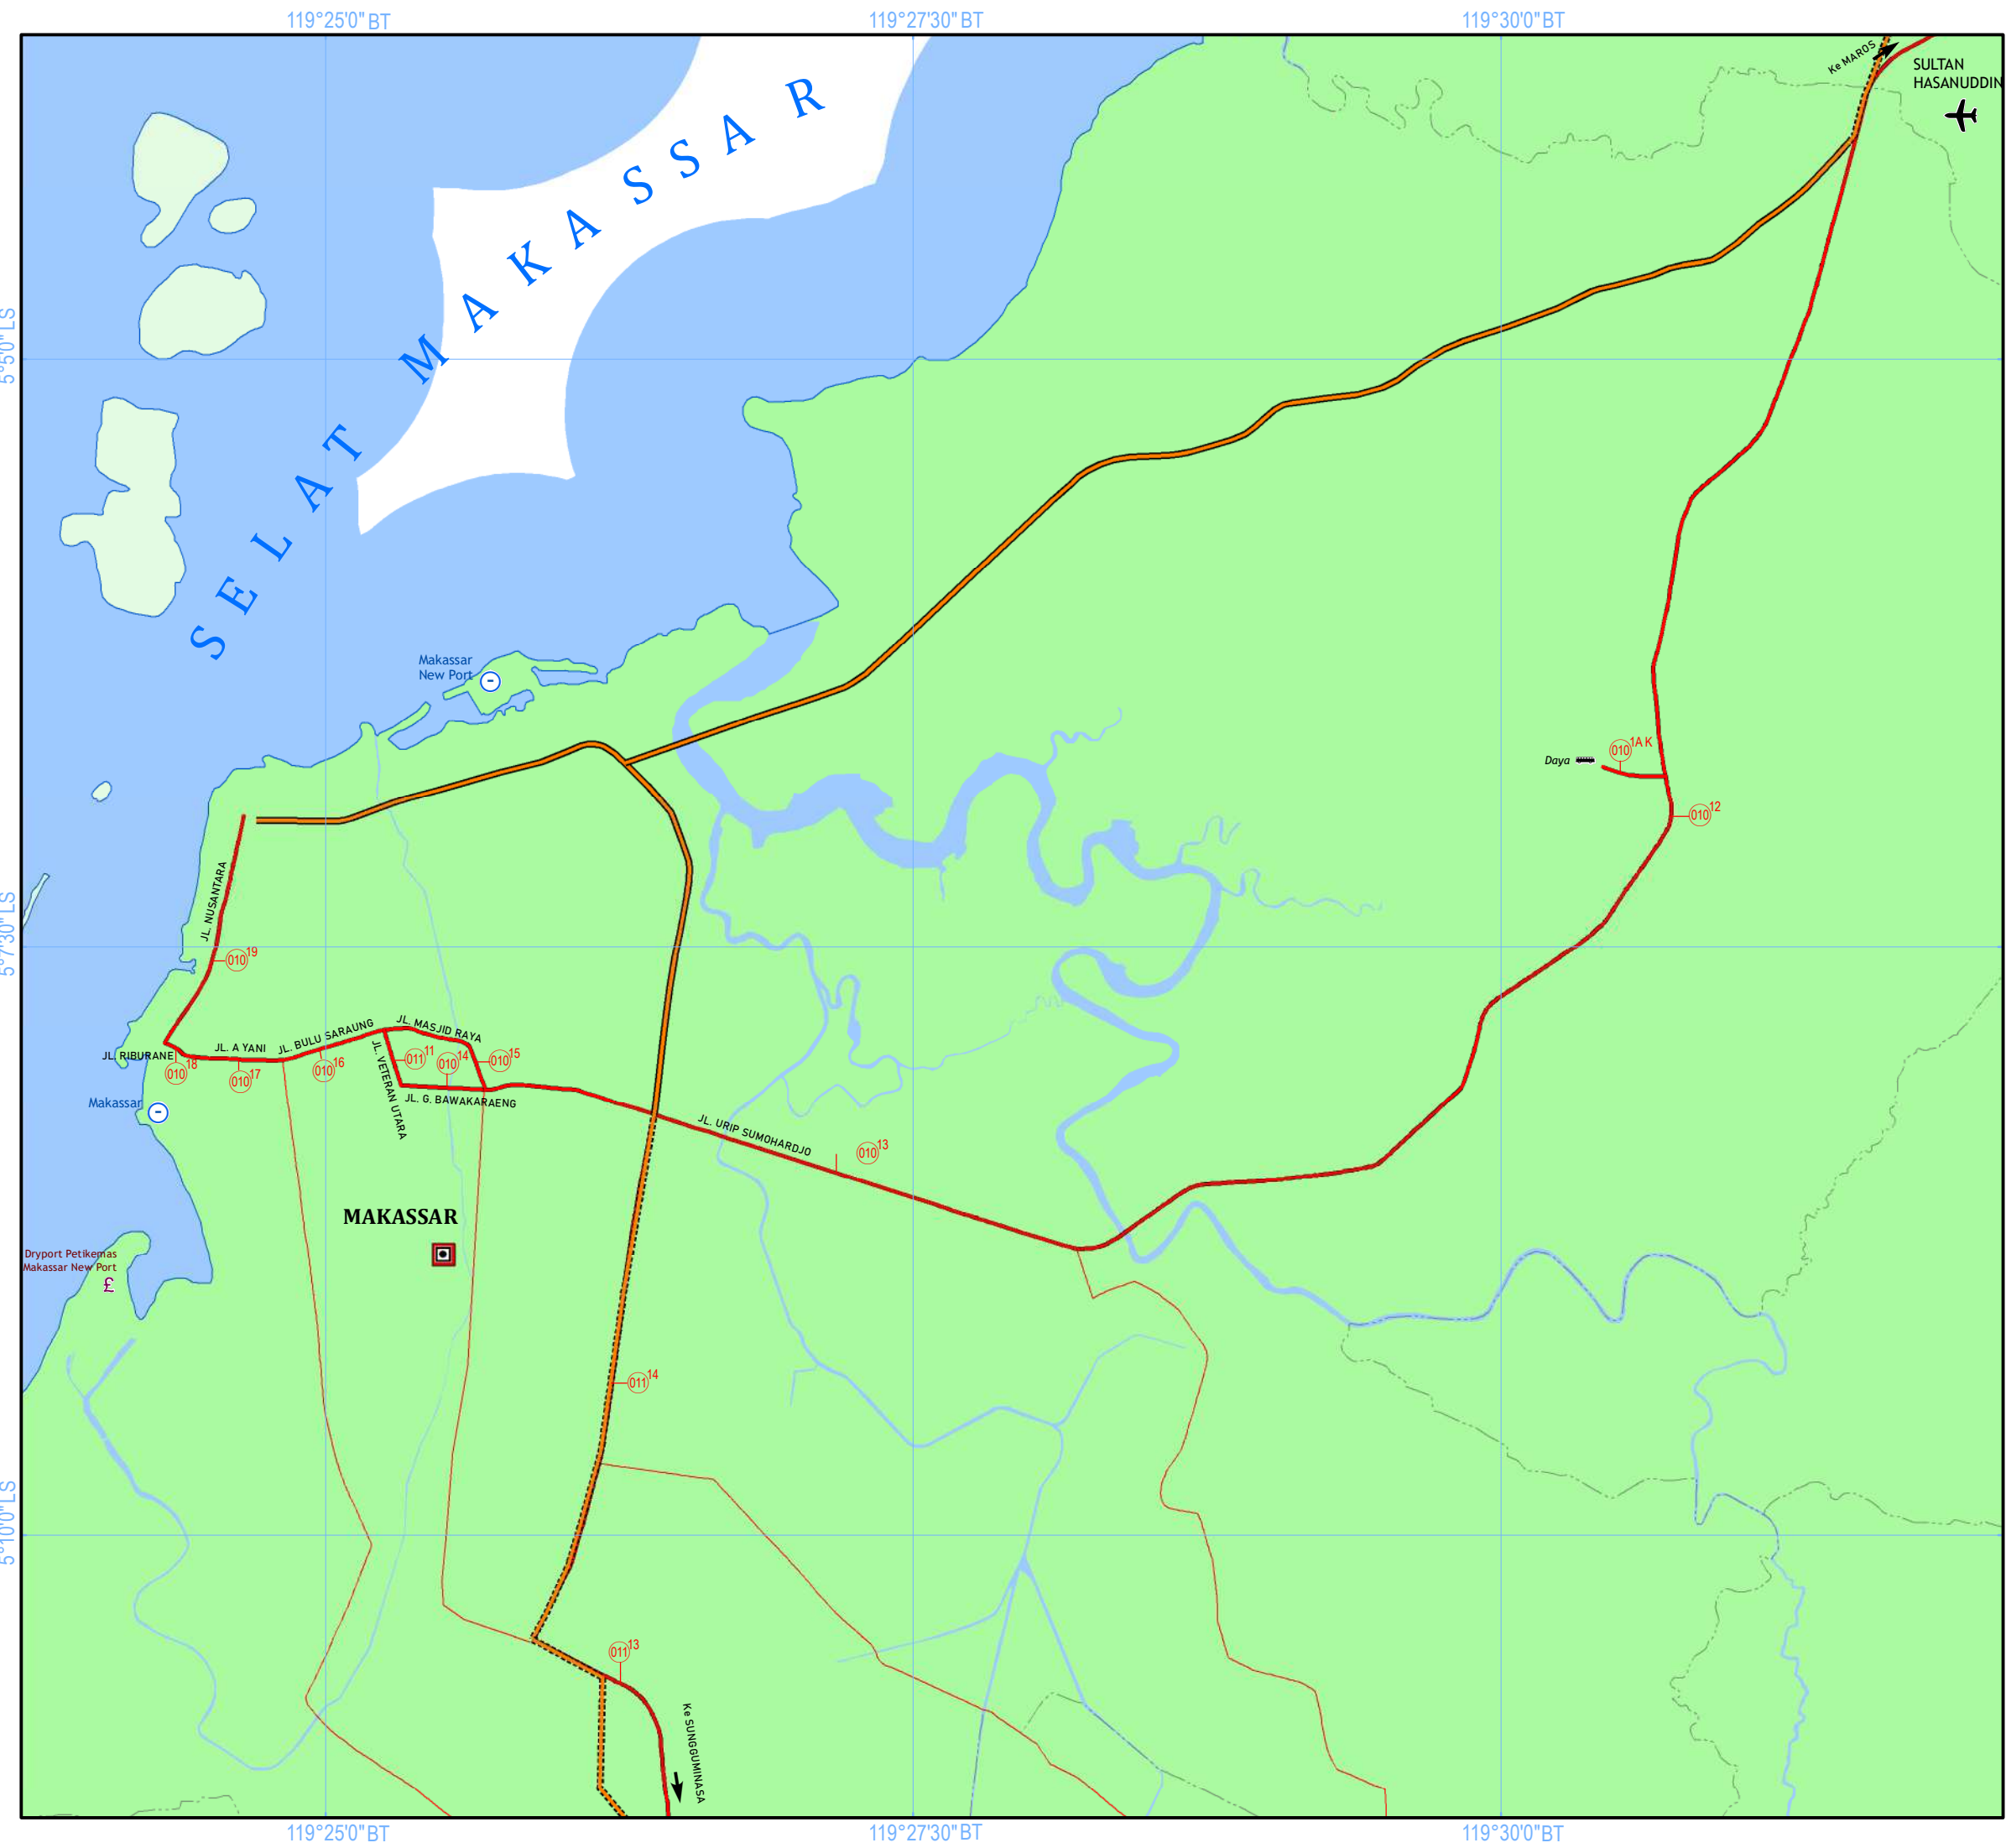 119°25'0"BT
119°27'30"BT
119°30'0"BT
Ke MAROS
SULTAN
HASANUDDIN
SELAT MAKASSAR
5°5'0"LS
Makassar
New Port
Daya
010 1AK
010 12
JL. NUSANTARA
5°7'30"LS
010 19
JL. MASJID RAYA
JL. BULU SARAUNG
JL. A YANI
JL. RIBURANE
010 18
010 17
010 16
011 11
010 14
010 15
JL. VETERAN UTARA
JL. G. BAWAKARAENG
Makassar
JL. URIP SUMOHARDJO
010 13
MAKASSAR
Dryport Petikemas
Makassar New Port
£
011 14
5°10'0"LS
011 13
Ke SUNGGUMINASA
119°25'0"BT
119°27'30"BT
119°30'0"BT